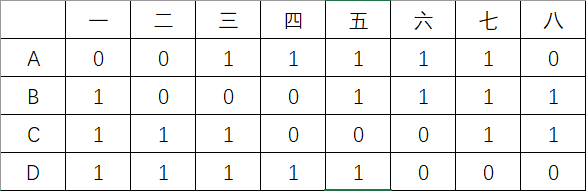 一 二 三 四 五 六 七 八
A 0 0 1 1 1 1 1 0
B 1 0 0 0 1 1 1 1
C 1 1 1 0 0 0 1 1
D 1 1 1 1 1 0 0 0